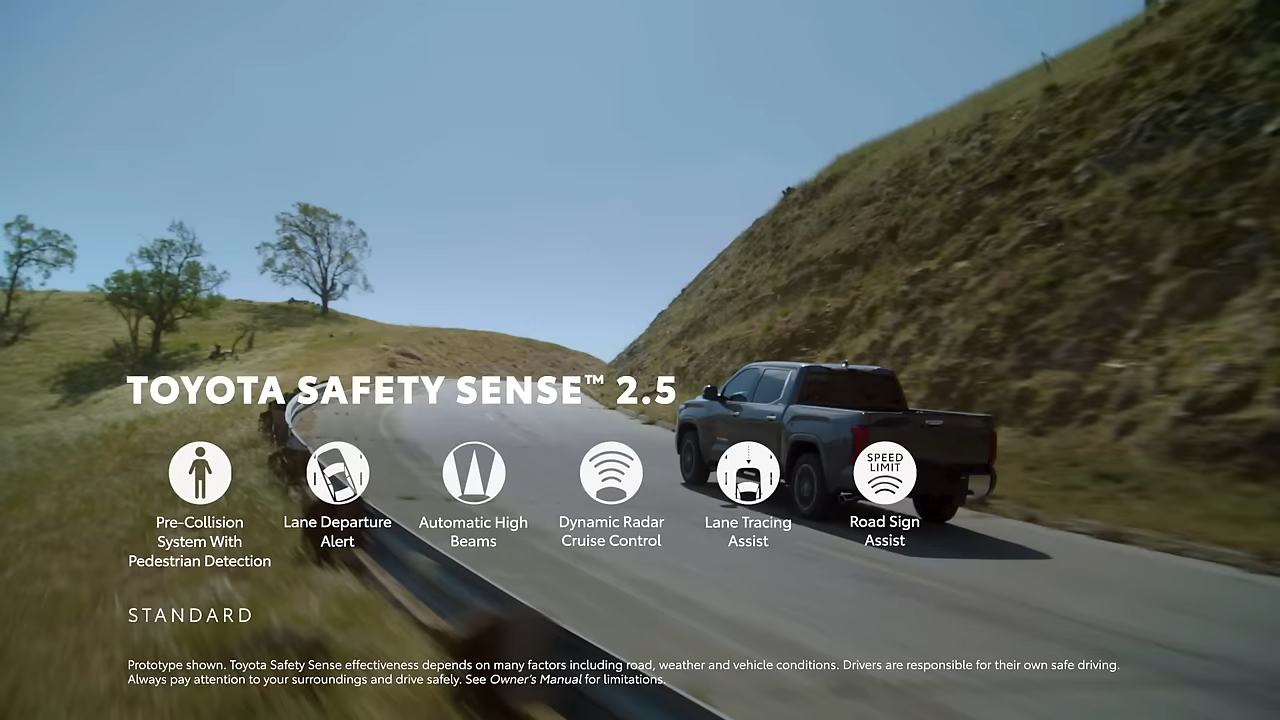 TOYOTA SAFETY SENSE™ 2.5
SPEED
LIMIT
Pre-Collision
System With
Pedestrian Detection
Lane Departure
Alert
Automatic High
Beams
Dynamic Radar
Cruise Control
Lane Tracing
Assist
Road Sign
Assist
STANDARD
Prototype shown. Toyota Safety Sense effectiveness depends on many factors including road, weather and vehicle conditions. Drivers are responsible for their own safe driving.
Always pay attention to your surroundings and drive safely. See Owner's Manual for limitations.